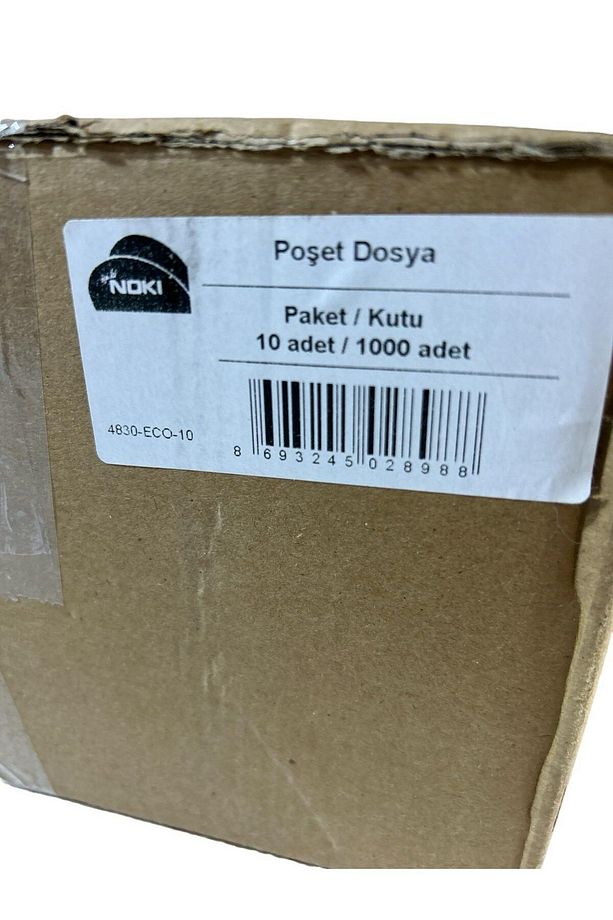 NOKI
Poşet Dosya
Paket / Kutu
10 adet / 1000 adet
4830-ECO-10
8 693245 028988